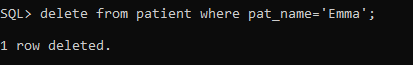 SQL> delete from patient where pat_name='Emma';
1 row deleted.